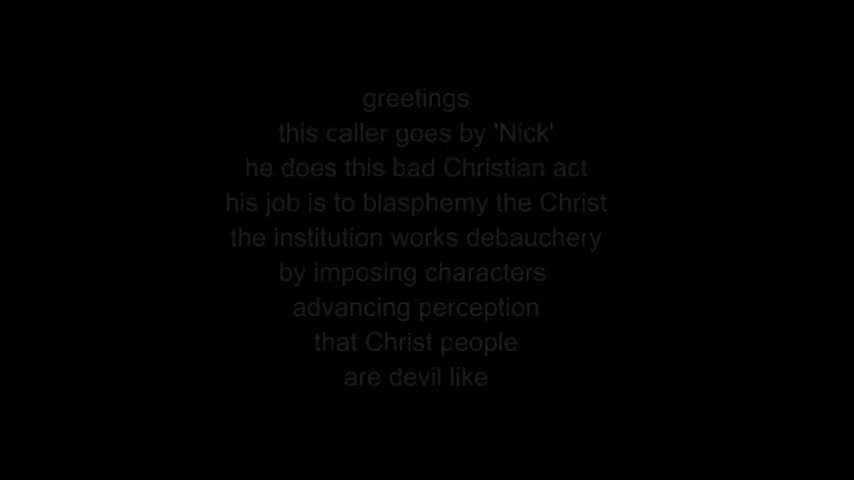 greetings
this caller goes by 'Nick'
he does this bad Christian act
his job is to blasphemy the Christ
the institution works debauchery
by imposing characters
advancing perception
that Christ people
are devil like